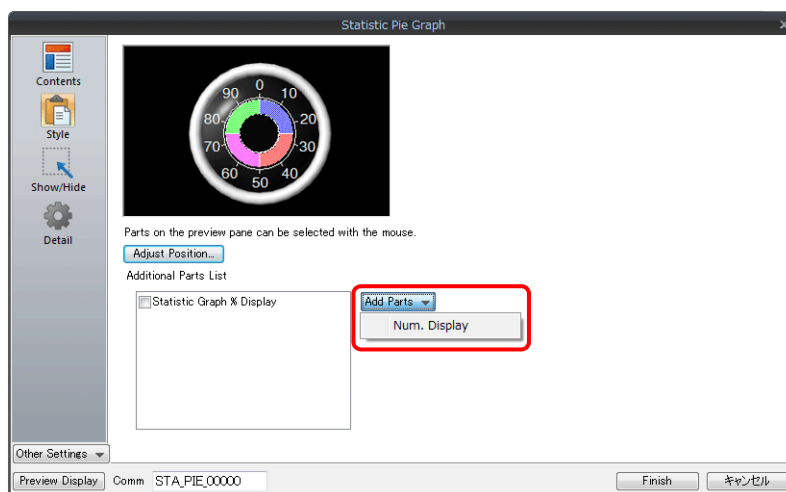 Statistic Pie Graph
Contents
Style
Show/Hide
Detail
0
10
20
30
40
50
60
70
80
90
Parts on the preview pane can be selected with the mouse.
Adjust Position...
Additional Parts List
Statistic Graph % Display
Add Parts
Num. Display
Other Settings
Preview Display Comm STA_PIE_00000 Finish キャンセル